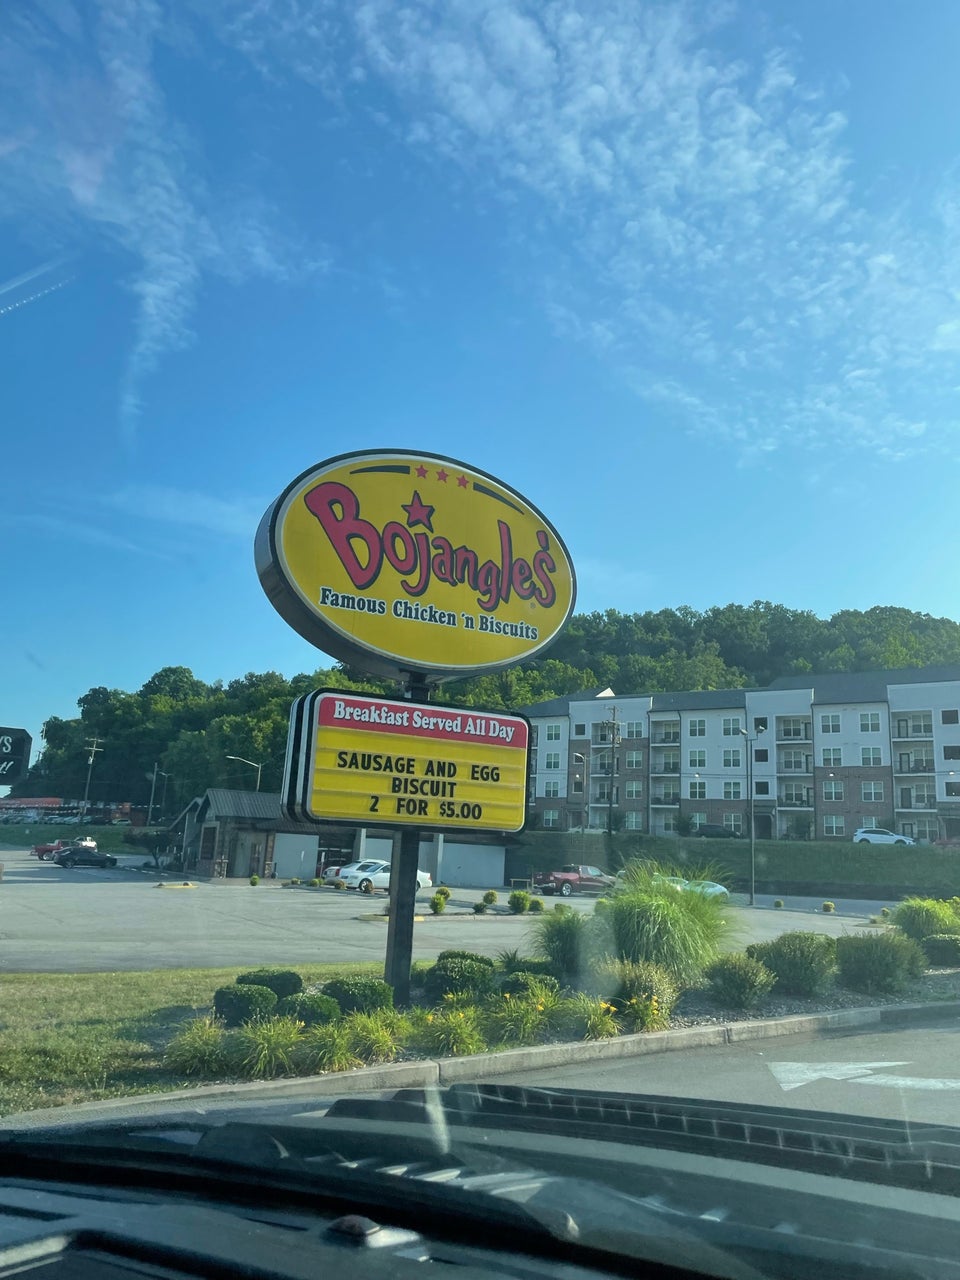 Bojangles'
Famous Chicken 'n Biscuits
Breakfast Served All Day
SAUSAGE AND EGG
BISCUIT
2 FOR $5.00